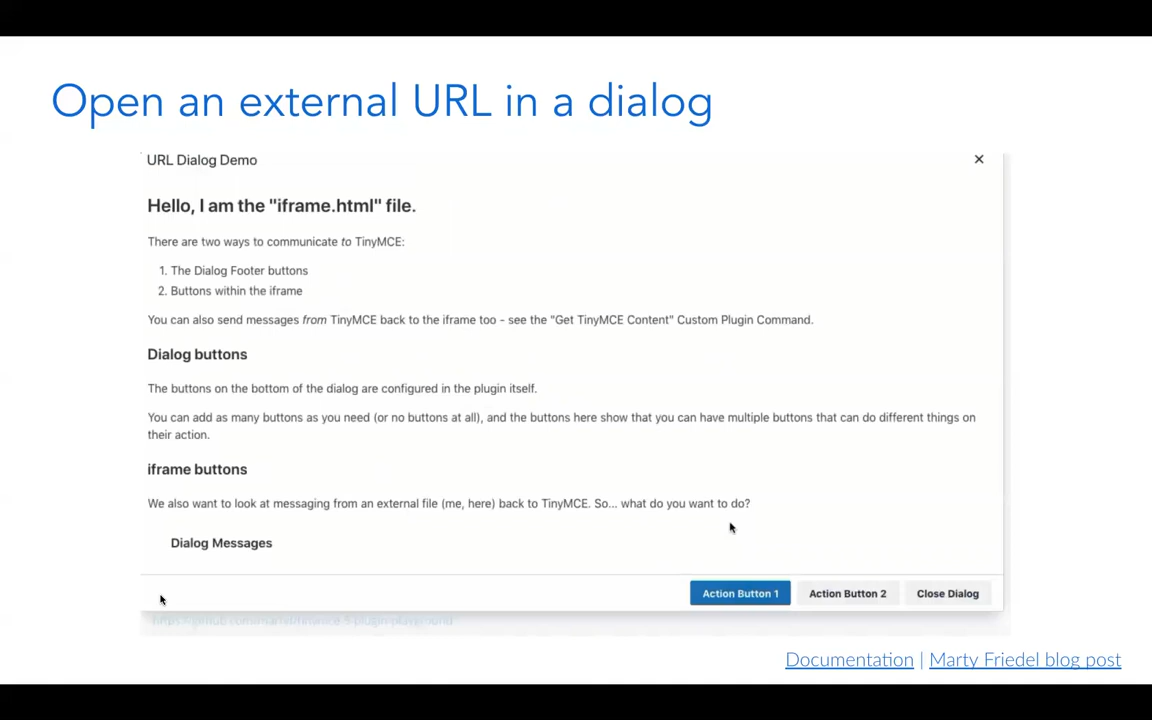 Open an external URL in a dialog
URL Dialog Demo
Hello, I am the "iframe.html" file.
There are two ways to communicate to TinyMCE:
1. The Dialog Footer buttons
2. Buttons within the iframe
You can also send messages from TinyMCE back to the iframe too - see the "Get TinyMCE Content" Custom Plugin Command.
Dialog buttons
The buttons on the bottom of the dialog are configured in the plugin itself.
You can add as many buttons as you need (or no buttons at all), and the buttons here show that you can have multiple buttons that can do different things on
their action.
iframe buttons
We also want to look at messaging from an external file (me, here) back to TinyMCE. So... what do you want to do?
Dialog Messages
Action Button 1 Action Button 2 Close Dialog
Documentation | Marty Friedel blog post